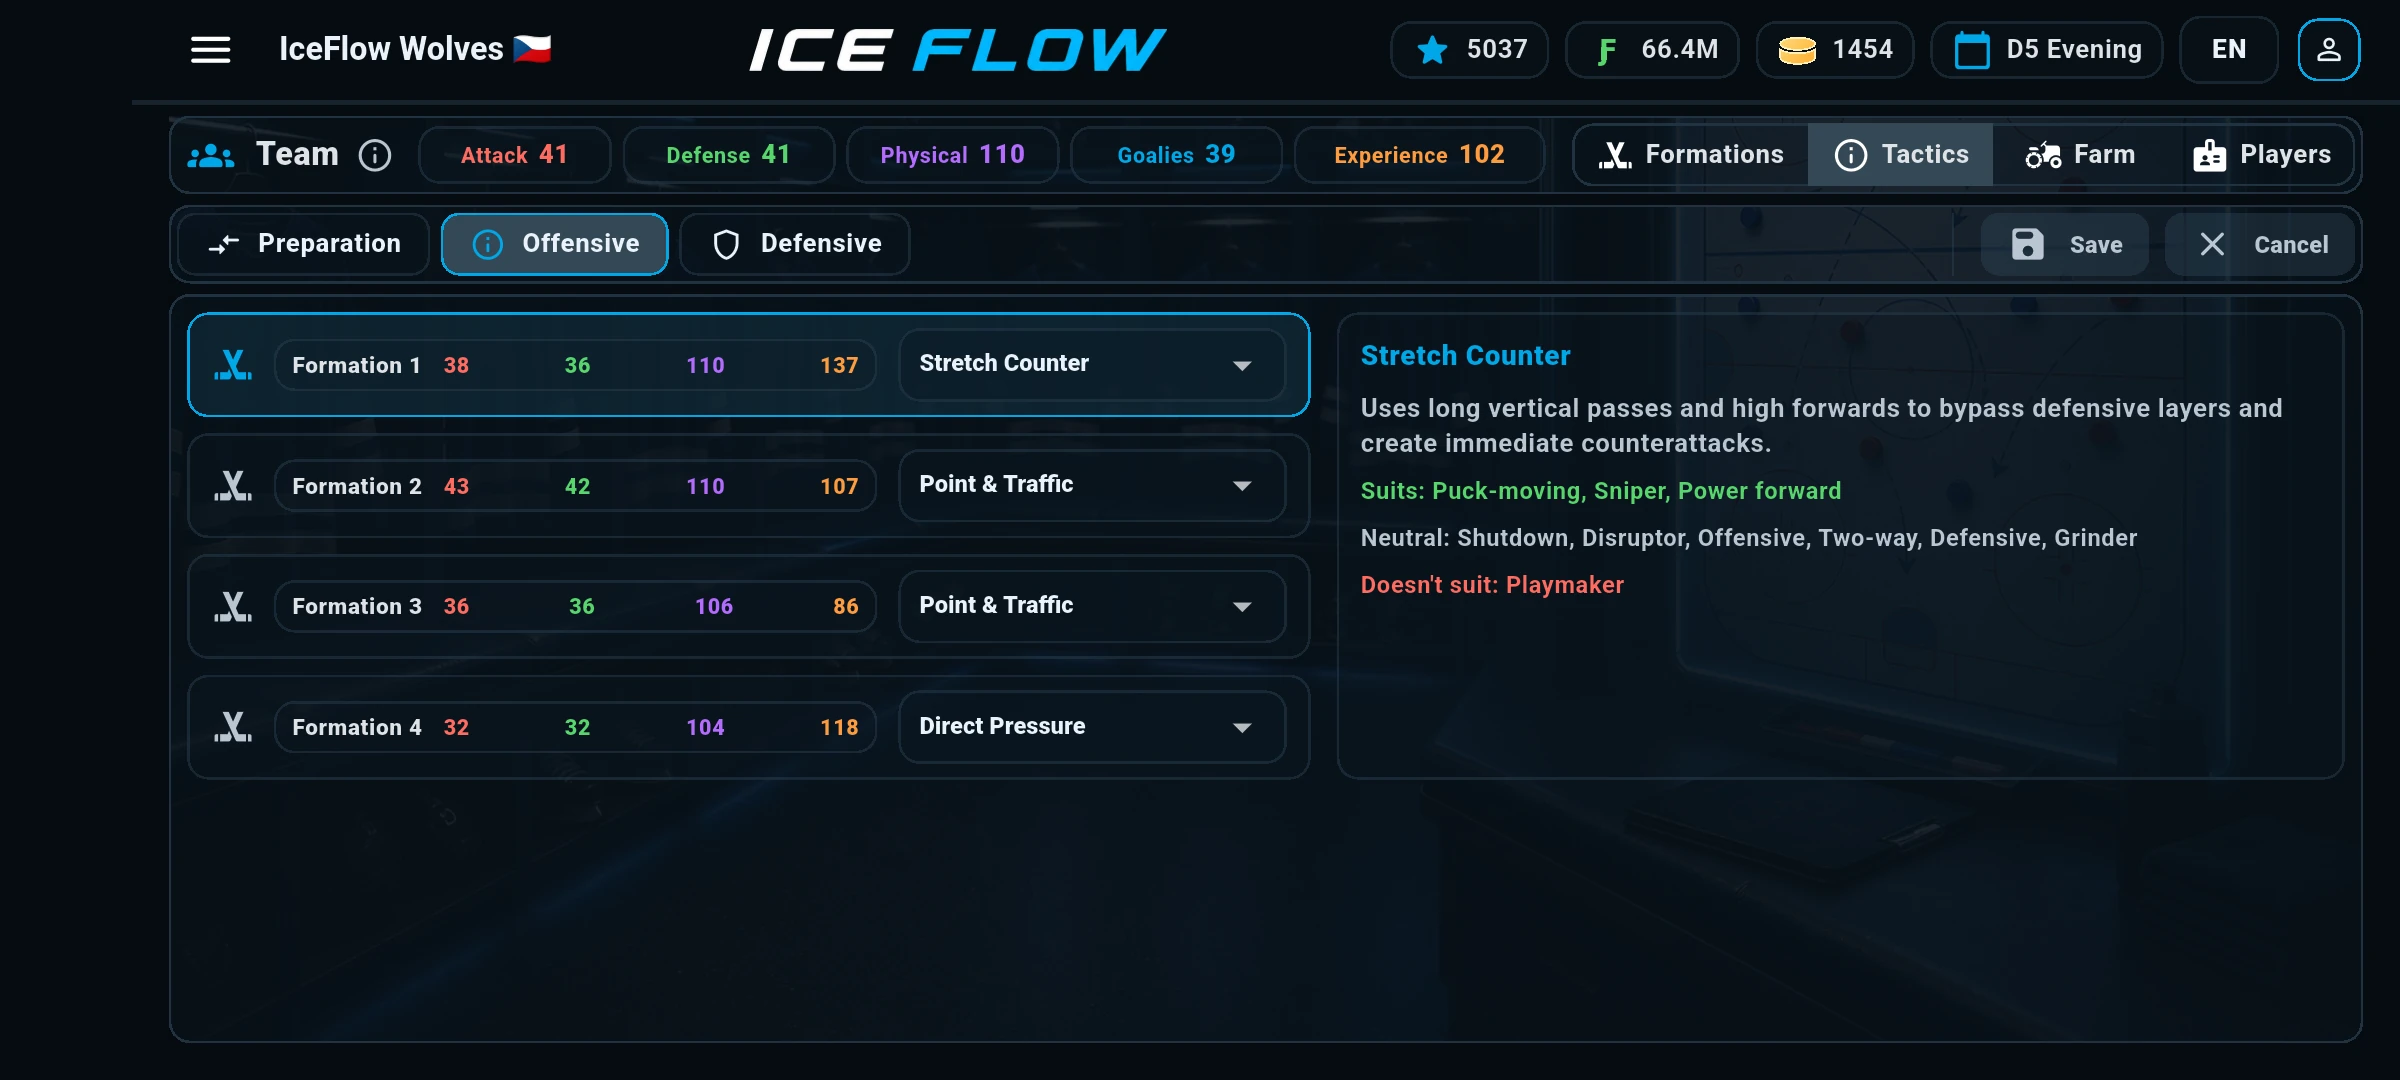 IceFlow Wolves
ICE FLOW
5037
66.4M
1454
D5 Evening
EN
Team
Attack 41
Defense 41
Physical 110
Goalies 39
Experience 102
Formations
Tactics
Farm
Players
Preparation
Offensive
Defensive
Save
Cancel
Formation 1 38 36 110 137
Stretch Counter
Formation 2 43 42 110 107
Point & Traffic
Formation 3 36 36 106 86
Point & Traffic
Formation 4 32 32 104 118
Direct Pressure
Stretch Counter
Uses long vertical passes and high forwards to bypass defensive layers and
create immediate counterattacks.
Suits: Puck-moving, Sniper, Power forward
Neutral: Shutdown, Disruptor, Offensive, Two-way, Defensive, Grinder
Doesn't suit: Playmaker